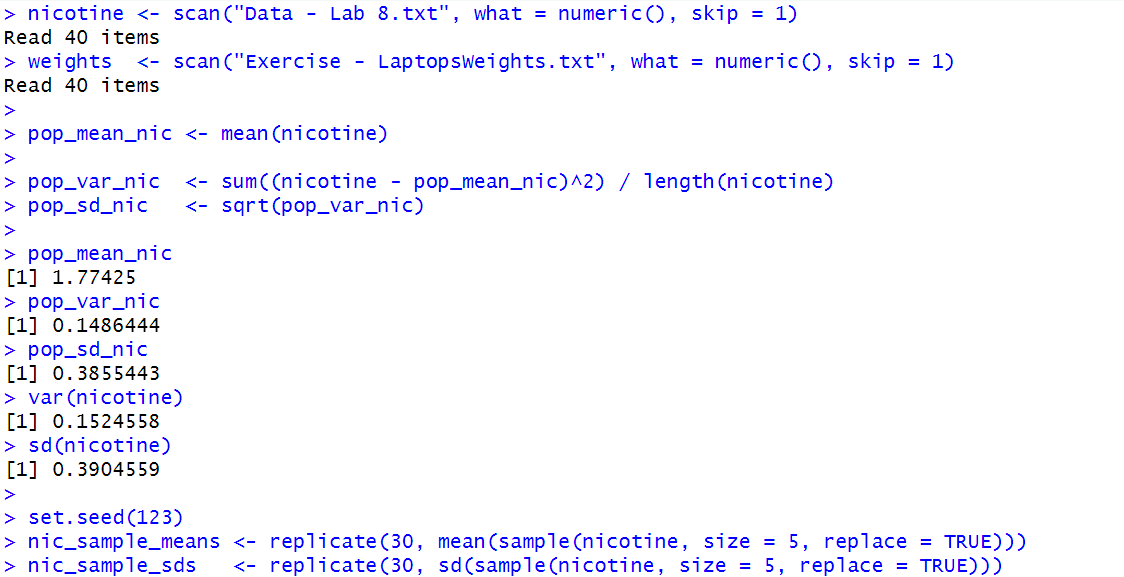 > nicotine <- scan("Data - Lab 8.txt", what = numeric(), skip = 1)
Read 40 items
> weights  <- scan("Exercise - LaptopsWeights.txt", what = numeric(), skip = 1)
Read 40 items
>
> pop_mean_nic <- mean(nicotine)
>
> pop_var_nic  <- sum((nicotine - pop_mean_nic)^2) / length(nicotine)
> pop_sd_nic   <- sqrt(pop_var_nic)
>
> pop_mean_nic
[1] 1.77425
> pop_var_nic
[1] 0.1486444
> pop_sd_nic
[1] 0.3855443
> var(nicotine)
[1] 0.1524558
> sd(nicotine)
[1] 0.3904559
>
> set.seed(123)
> nic_sample_means <- replicate(30, mean(sample(nicotine, size = 5, replace = TRUE)))
> nic_sample_sds   <- replicate(30, sd(sample(nicotine, size = 5, replace = TRUE)))